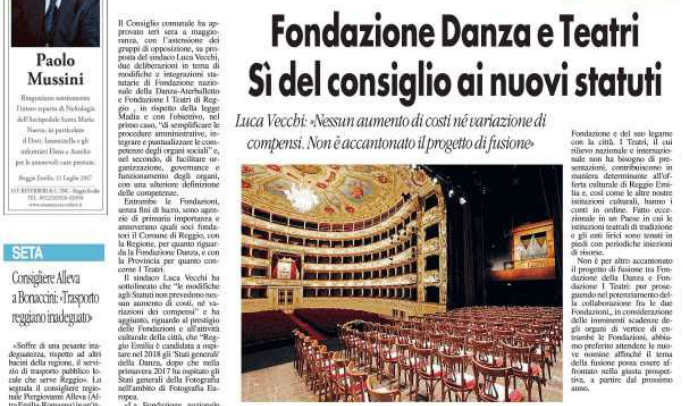 Paolo
Mussini
Ringraziano sentitamente
l'intero reparto di Nefrologia
dell'Arcispedale Santa Maria
Nuova, in particolare
il Dott.
infermieri Elena e Aurelio
per le amorevoli cure prestate.
Reggio Emilia, 11 Luglio 2017
SETA
Consigliere Alleva
a Bonaccini: «Trasporto
reggiano inadeguato»
«Soffre di una pesante ina-
deguatezza, rispetto ad altri
bacini della regione, il servi-
zio di trasporto pubblico lo-
cale che serve Reggio». Lo
segnala il consigliere regio-
nale Piergiovanni Alleva (Al-
Il Consiglio comunale ha ap-
provato ieri sera a maggio-
ranza, con l'astensione dei
gruppi di opposizione, su pro-
posta del sindaco Luca Vecchi,
due deliberazioni in tema di
modifiche e integrazioni sta-
tutarie di Fondazione nazio-
nale della Danza-Aterballetto
e Fondazione I Teatri di Reg-
gio , in rispetto della legge
Madia e con l'obiettivo, nel
primo caso, "di semplificare le
procedure amministrative, in-
tegrare e puntualizzare le com-
petenze degli organi sociali" e,
nel secondo, di facilitare or-
ganizzazione, governance e
funzionamento degli organi,
con una ulteriore definizione
delle competenze.
Entrambe le Fondazioni,
senza fini di lucro, sono agen-
zie di primaria importanza e
annoverano quali soci fonda-
tori il Comune di Reggio, con
la Regione, per quanto riguar-
da la Fondazione Danza, e con
la Provincia per quanto con-
cerne I Teatri.
Il sindaco Luca Vecchi ha
sottolineato che "le modifiche
agli Statuti non prevedono nes-
sun aumento di costi, né va-
riazioni dei compensi" e ha
aggiunto, riguardo al prestigio
delle Fondazioni e all'attività
culturale della città, che "Reg-
gio Emilia è candidata a ospi-
tare nel 2018 gli 'Stati generali'
della Danza, dopo che nella
primavera 2017 ha ospitato gli
Stati generali della Fotografia
nell'ambito di Fotografia Eu-
ropea.
«La Fondazione nazionale
Fondazione Danza e Teatri
Sì del consiglio ai nuovi statuti
Luca Vecchi: «Nessun aumento di costi né variazione di
compensi. Non è accantonato il progetto di fusione»
Fondazione e del suo legame
con la città. I Teatri, il cui
rilievo nazionale e internazio-
nale non ha bisogno di pre-
sentazioni, contribuiscono in
maniera determinante all'of-
ferta culturale di Reggio Emi-
lia e, così come le altre nostre
istituzioni culturali, hanno i
conti in ordine. Fatto ecce-
zionale in un Paese in cui le
istituzioni teatrali di tradizione
e gli enti lirici sono tenuti in
piedi con periodiche iniezioni
di risorse.
Non è per altro accantonato
il progetto di fusione tra Fon-
dazione della Danza e Fon-
dazione I Teatri: pur prose-
guendo nel potenziamento del-
la collaborazione fra le due
Fondazioni,, in considerazione
delle imminenti scadenze de-
gli organi di vertice di en-
trambe le Fondazioni, abbia-
mo preferito attendere le nuo-
ve nomine affinché il tema
della fusione possa essere af-
frontato nella giusta prospet-
tiva, a partire dal prossimo
anno.